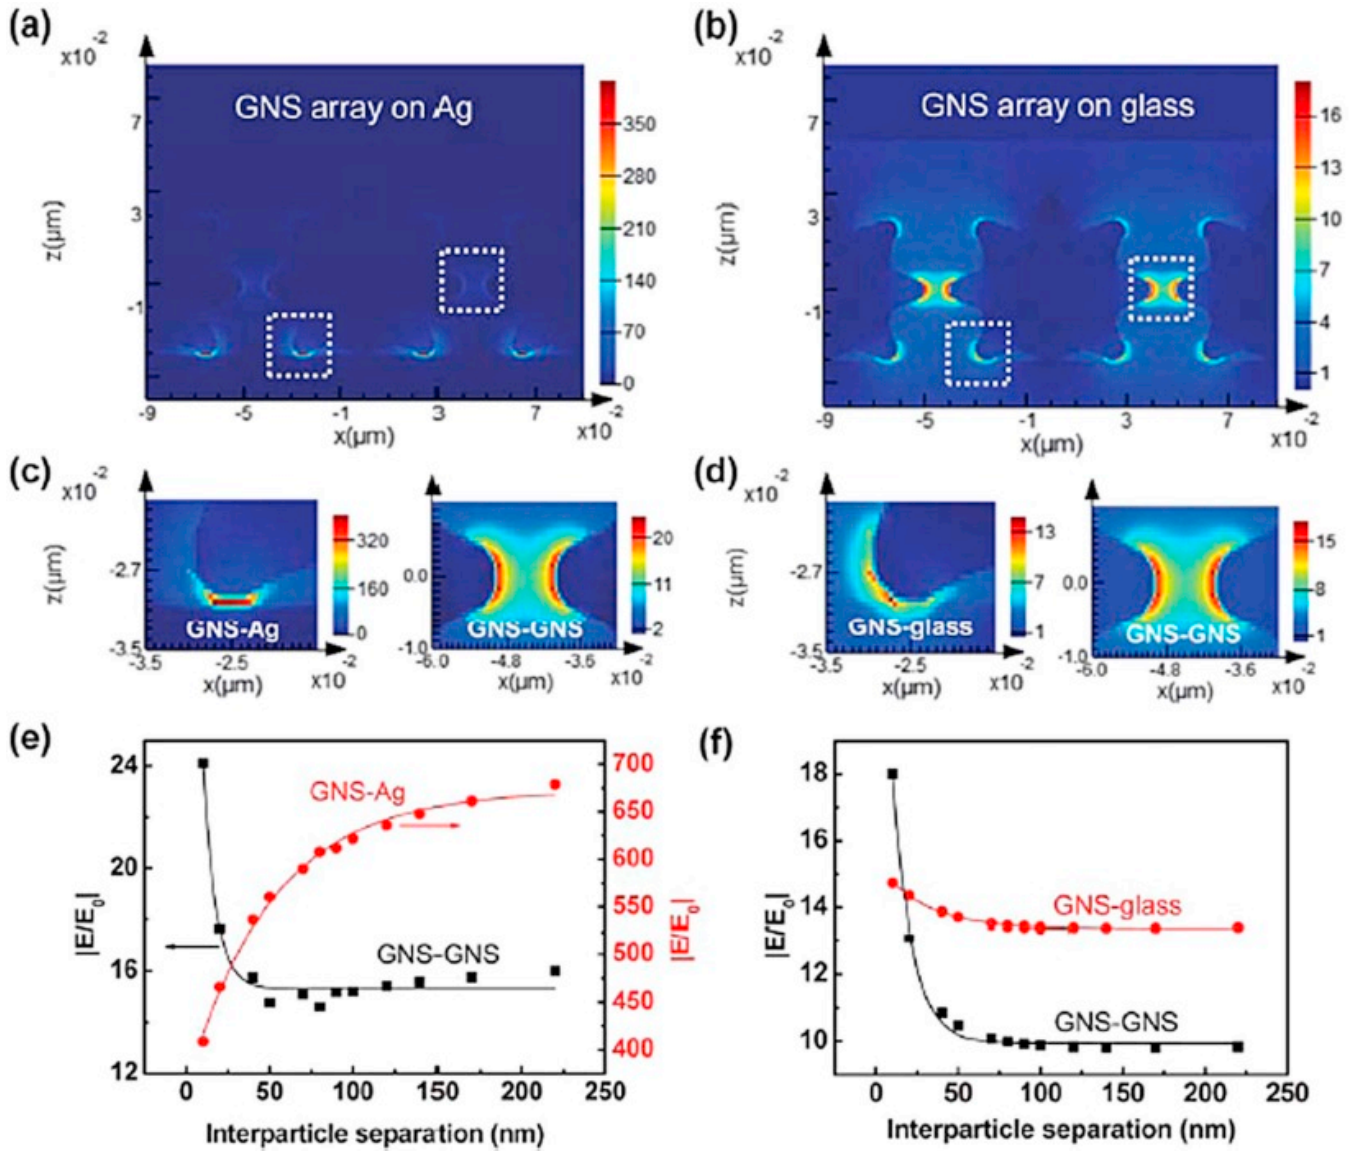 (a)
x10⁻²
GNS array on Ag
7
3
-1
z(μm)
350
280
210
140
70
0
-9 -5 -1 3 7
x(μm)
x10⁻²
(b)
x10⁻²
GNS array on glass
7
3
-1
z(μm)
16
13
10
7
4
1
-9 -5 -1 3 7
x(μm)
x10⁻²
(c)
x10⁻²
z(μm)
-2.7
-3.5
GNS-Ag
320
160
0
-3.5 -2.5
x(μm)
x10⁻²
0.0
-1.0
GNS-GNS
20
11
2
-6.0 -4.8 -3.6
x(μm)
x10⁻²
(d)
x10⁻²
z(μm)
-2.7
-3.5
GNS-glass
13
7
1
-3.5 -2.5
x(μm)
x10⁻²
0.0
-1.0
GNS-GNS
15
8
1
-6.0 -4.8 -3.6
x(μm)
x10⁻²
(e)
24
20
16
12
|E/E₀|
GNS-Ag
GNS-GNS
700
650
600
550
500
450
400
|E/E₀|
0 50 100 150 200 250
Interparticle separation (nm)
(f)
18
16
14
12
10
|E/E₀|
GNS-glass
GNS-GNS
0 50 100 150 200 250
Interparticle separation (nm)